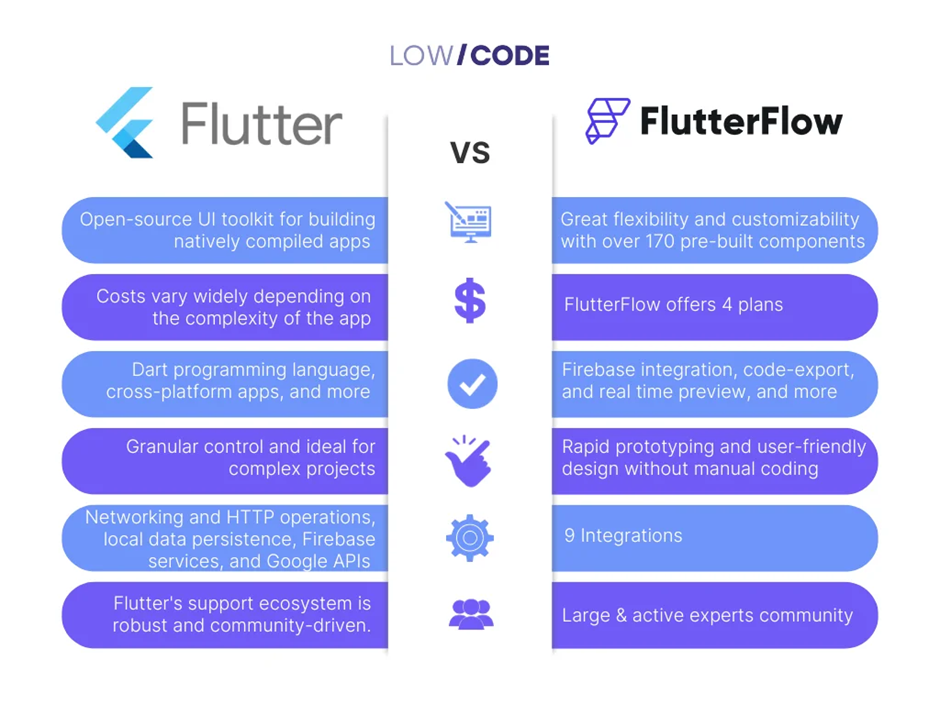 LOW/CODE
Flutter
VS
FlutterFlow
Open-source UI toolkit for building
natively compiled apps
Great flexibility and customizability
with over 170 pre-built components
Costs vary widely depending on
the complexity of the app
FlutterFlow offers 4 plans
Dart programming language,
cross-platform apps, and more
Firebase integration, code-export,
and real time preview, and more
Granular control and ideal for
complex projects
Rapid prototyping and user-friendly
design without manual coding
Networking and HTTP operations,
local data persistence, Firebase
services, and Google APIs
9 Integrations
Flutter's support ecosystem is
robust and community-driven.
Large & active experts community